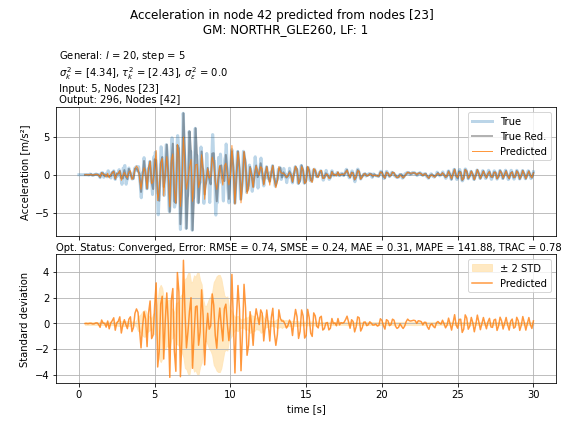 Acceleration in node 42 predicted from nodes [23]
GM: NORTHR_GLE260, LF: 1
General: l = 20, step = 5
σ_k² = [4.34], τ_k² = [2.43], σ_ε² = 0.0
Input: 5, Nodes [23]
Output: 296, Nodes [42]
Acceleration [m/s²]
5
0
−5
True
True Red.
Predicted
Opt. Status: Converged, Error: RMSE = 0.74, SMSE = 0.24, MAE = 0.31, MAPE = 141.88, TRAC = 0.78
Standard deviation
4
2
0
−2
−4
± 2 STD
Predicted
0 5 10 15 20 25 30
time [s]